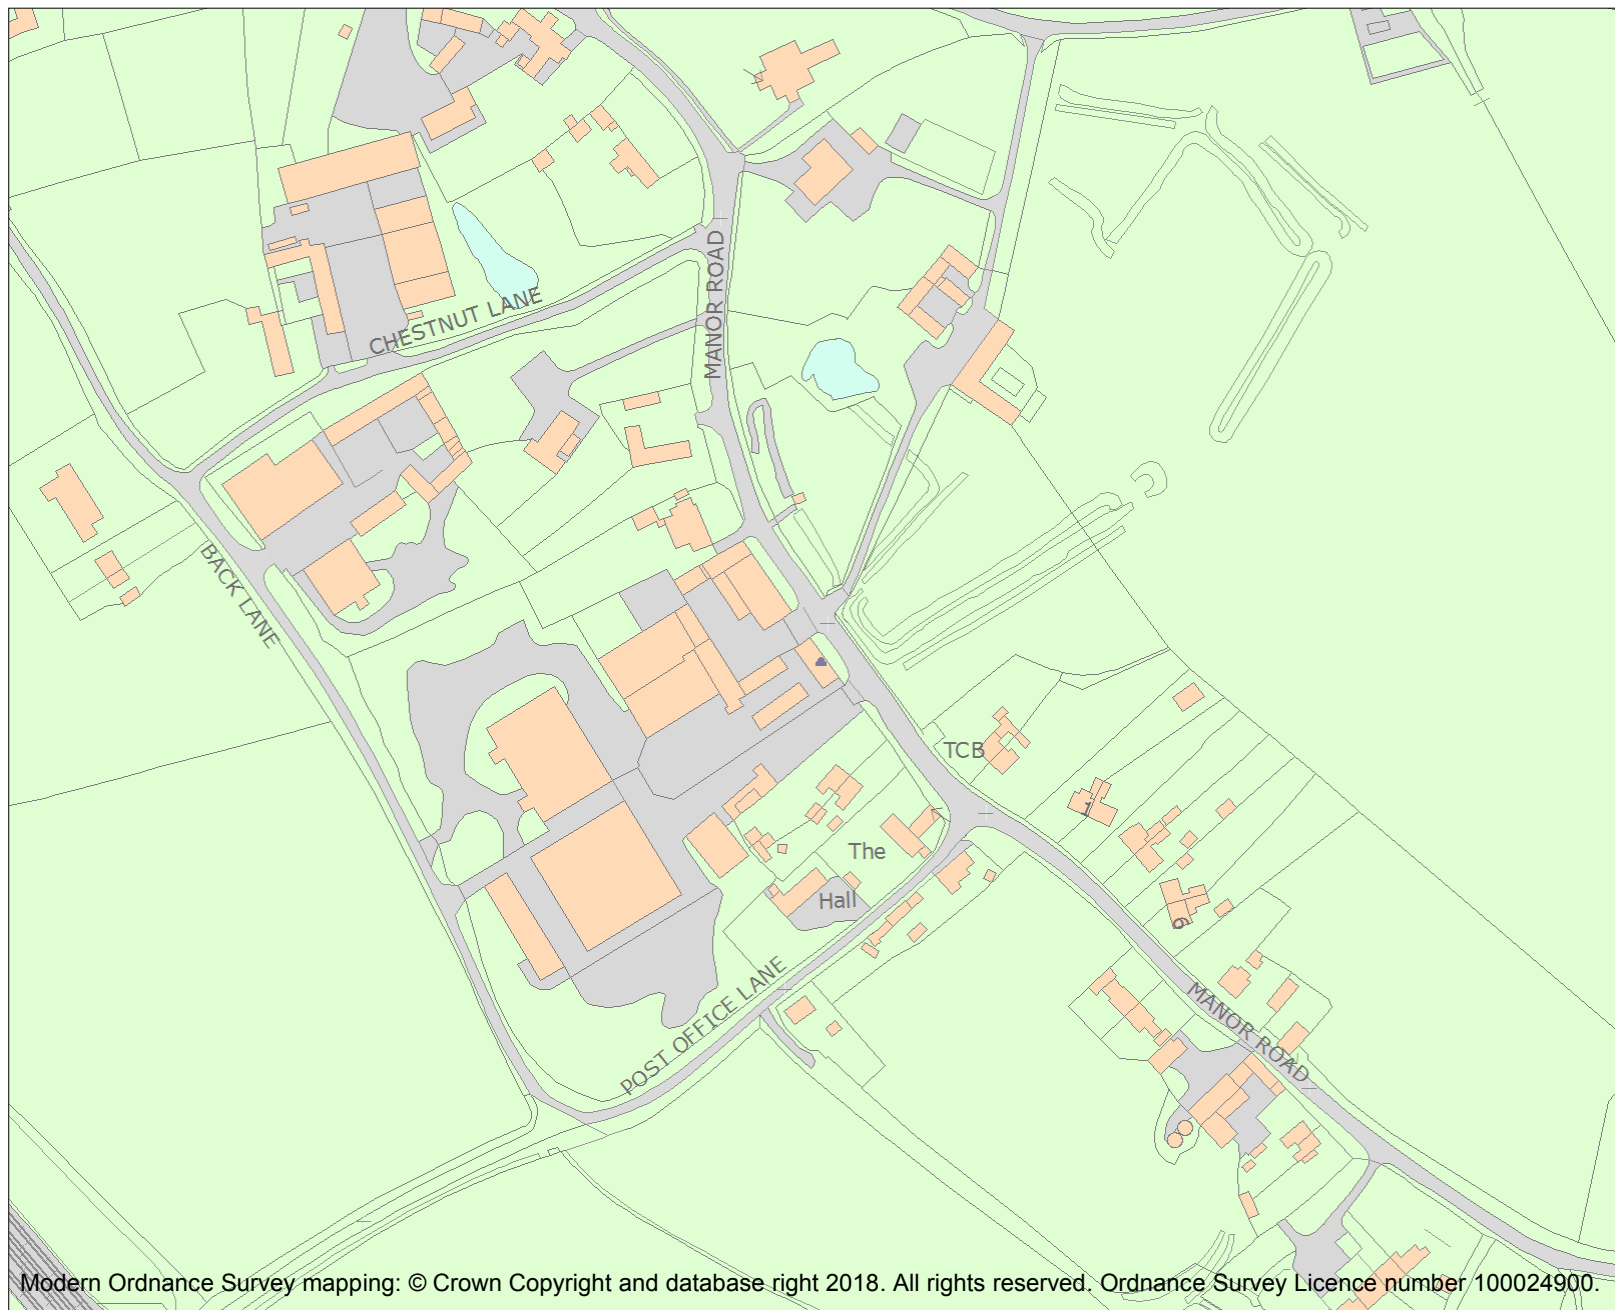 MANOR ROAD
CHESTNUT LANE
BACK LANE
TCB
1
The
Hall
6
POST OFFICE LANE
MANOR ROAD
Modern Ordnance Survey mapping: © Crown Copyright and database right 2018. All rights reserved. Ordnance Survey Licence number 100024900.